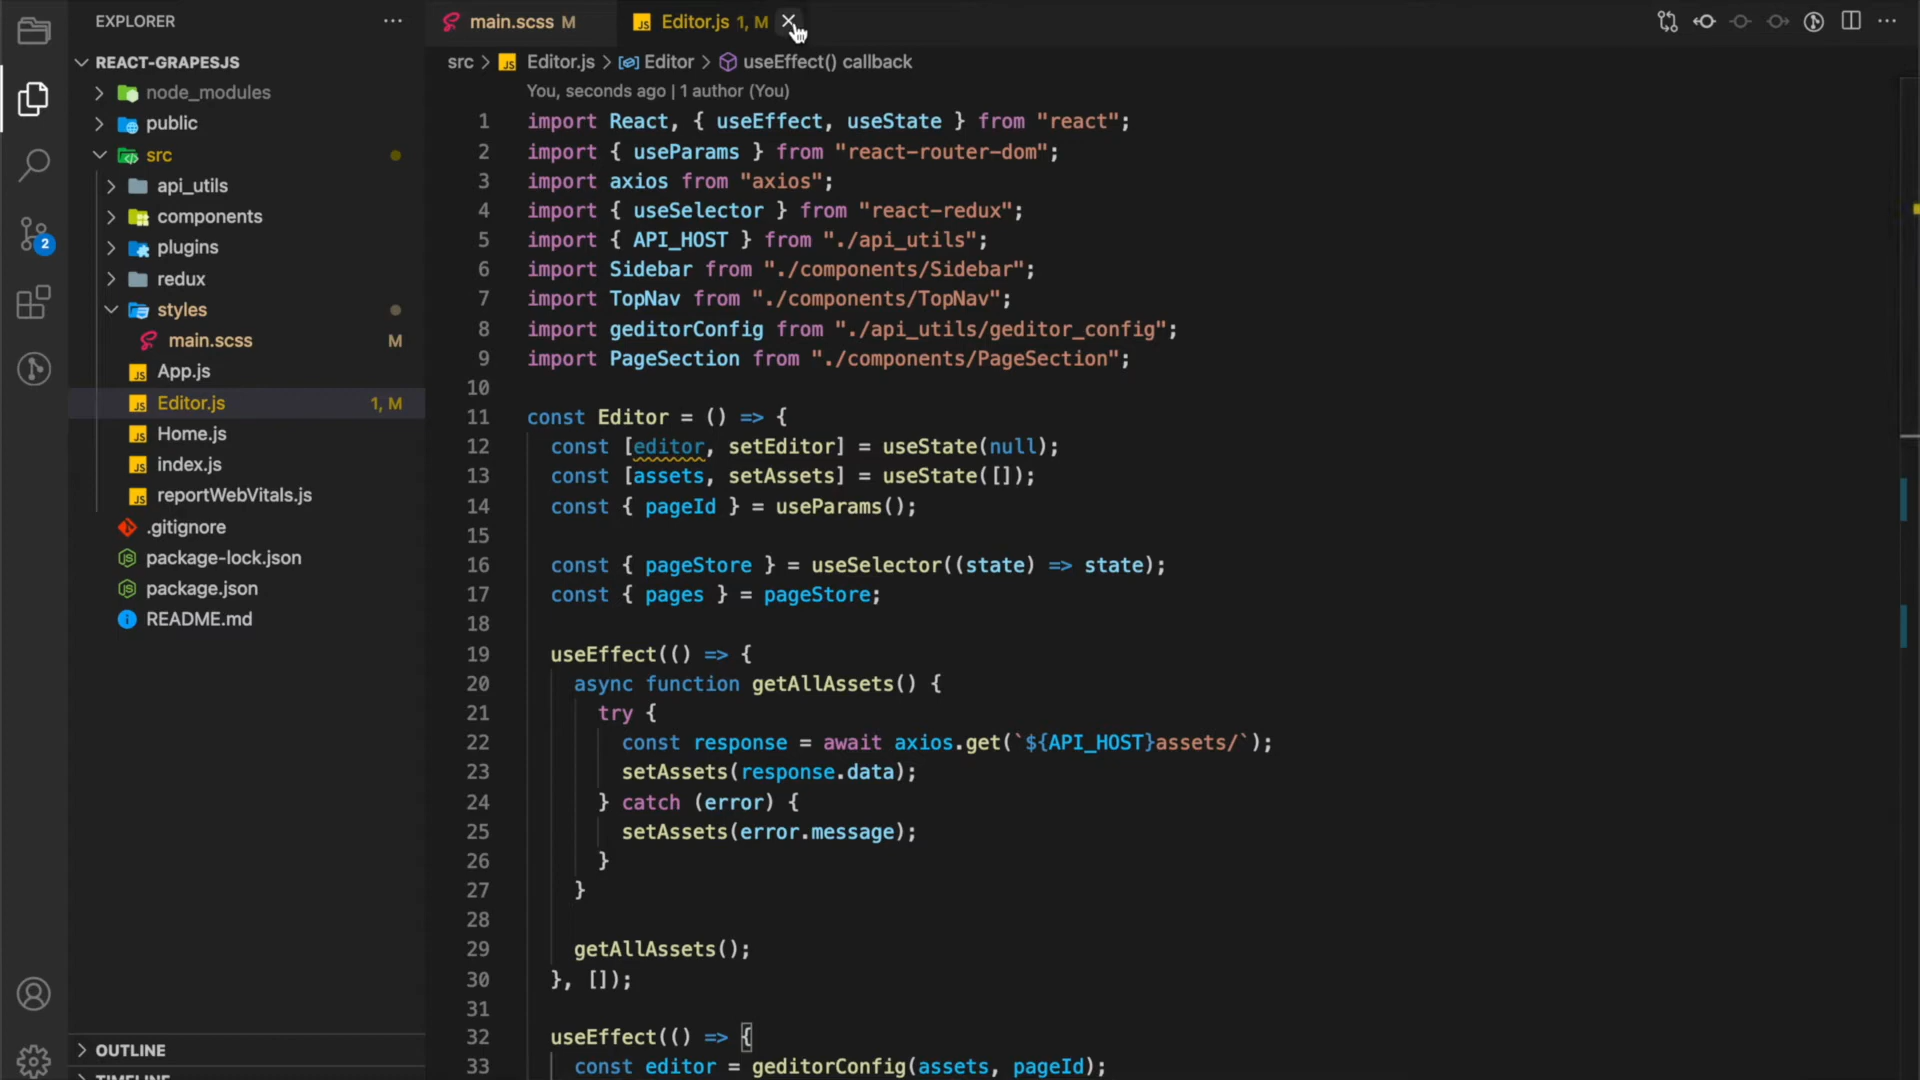 EXPLORER
REACT-GRAPESJS
node_modules
public
src
api_utils
components
plugins
redux
styles
main.scss M
App.js
Editor.js 1, M
Home.js
index.js
reportWebVitals.js
.gitignore
package-lock.json
package.json
README.md
OUTLINE
TIMELINE
2
main.scss M
Editor.js 1, M
src > Editor.js > Editor > useEffect() callback
You, seconds ago | 1 author (You)
1 import React, { useEffect, useState } from "react";
2 import { useParams } from "react-router-dom";
3 import axios from "axios";
4 import { useSelector } from "react-redux";
5 import { API_HOST } from "./api_utils";
6 import Sidebar from "./components/Sidebar";
7 import TopNav from "./components/TopNav";
8 import geditorConfig from "./api_utils/geditor_config";
9 import PageSection from "./components/PageSection";
10
11 const Editor = () => {
12 const [editor, setEditor] = useState(null);
13 const [assets, setAssets] = useState([]);
14 const { pageId } = useParams();
15
16 const { pageStore } = useSelector((state) => state);
17 const { pages } = pageStore;
18
19 useEffect(() => {
20 async function getAllAssets() {
21 try {
22 const response = await axios.get(`${API_HOST}assets/`);
23 setAssets(response.data);
24 } catch (error) {
25 setAssets(error.message);
26 }
27 }
28
29 getAllAssets();
30 }, []);
31
32 useEffect(() => {
33 const editor = geditorConfig(assets, pageId);